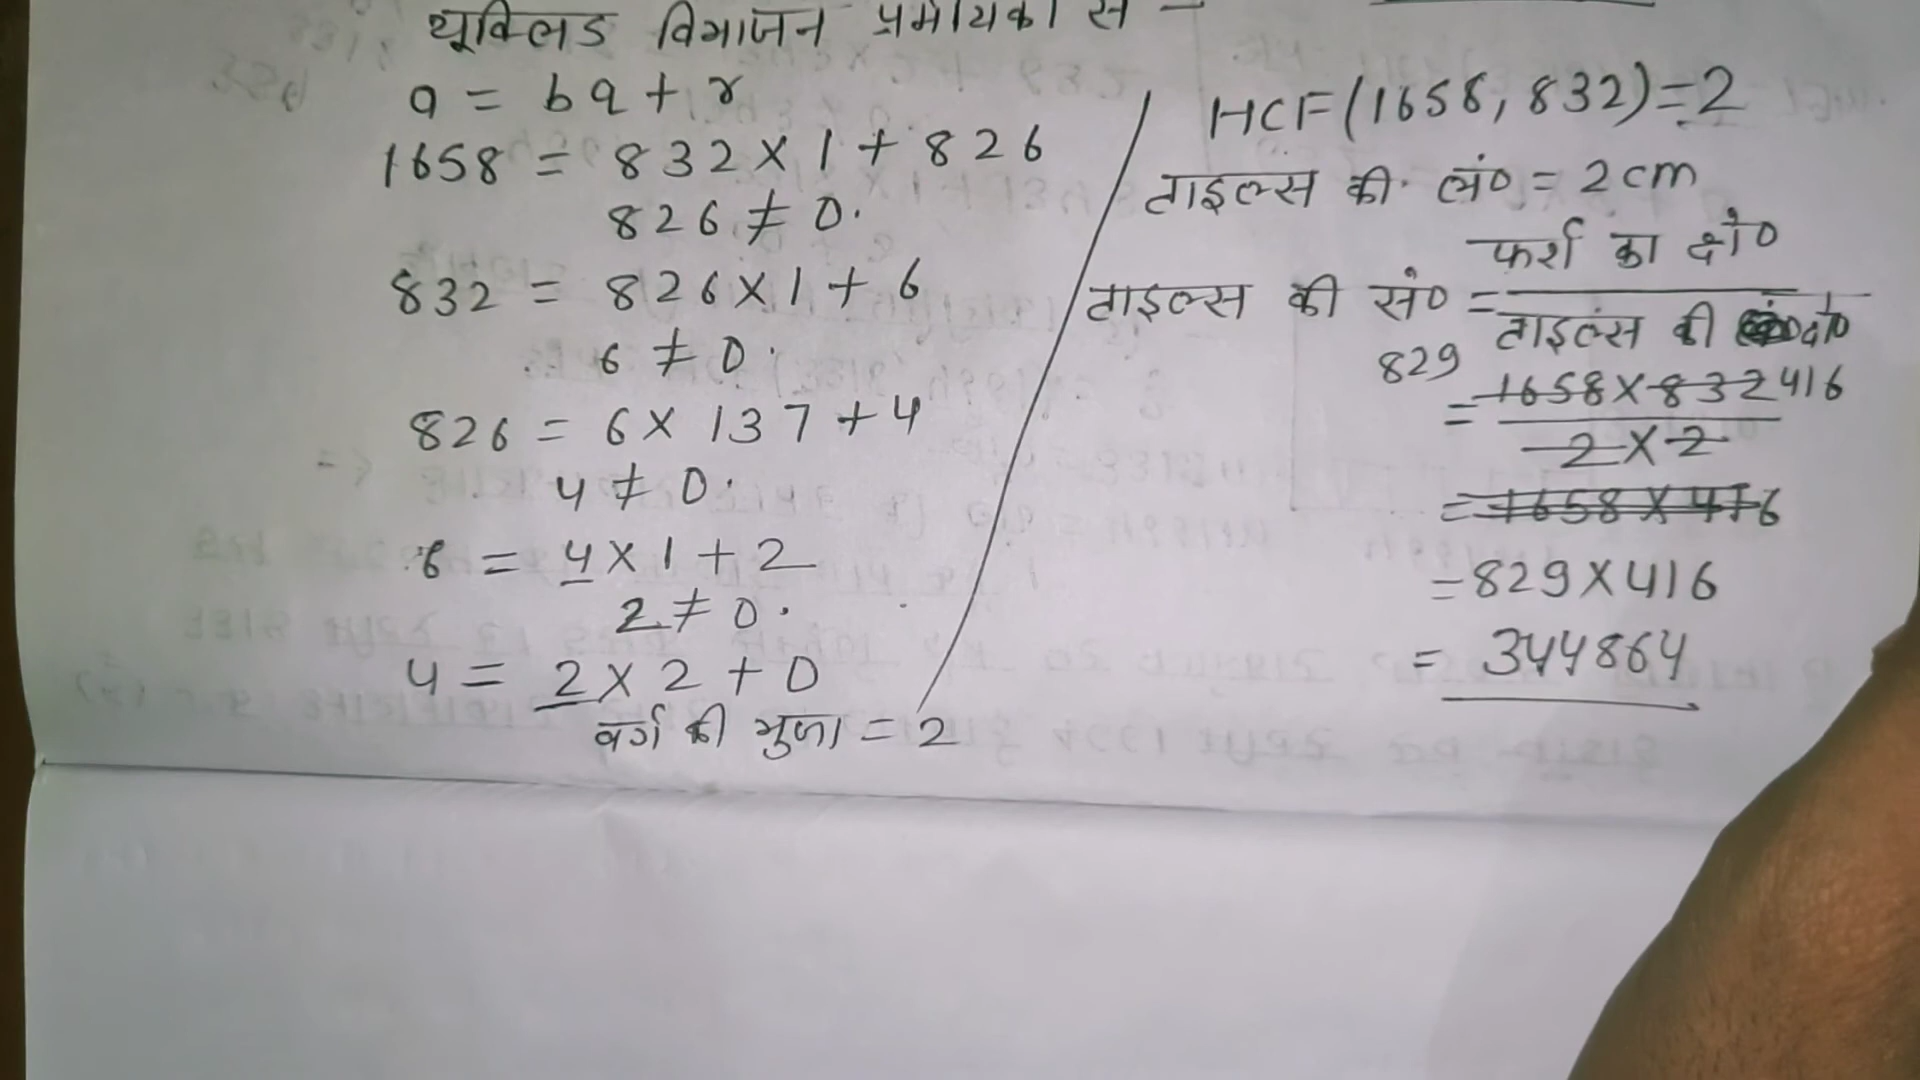 थूक्लिड विभाजन प्रमेयिका से -
a = bq + r
1658 = 832 × 1 + 826
826 ≠ 0.
832 = 826 × 1 + 6
6 ≠ 0.
826 = 6 × 137 + 4
4 ≠ 0.
6 = 4 × 1 + 2
2 ≠ 0.
4 = 2 × 2 + 0
वर्ग की भुजा = 2
HCF(1658, 832) = 2
टाइल्स की लं० = 2cm
टाइल्स की सं० = फर्श का क्षे०
टाइल्स की क्षे०
829
= 1658 × 832 416
2 × 2
= 1658 × 416
= 829 × 416
= 344864